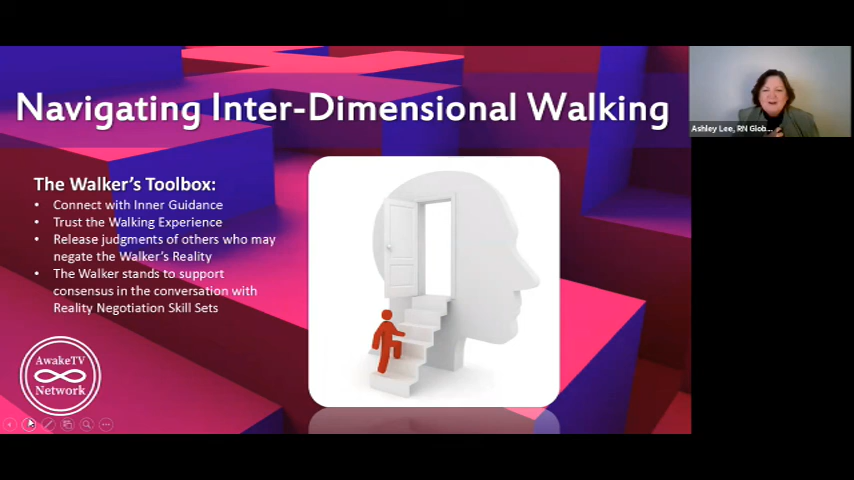 Navigating Inter-Dimensional Walking
Ashley Lee, RN Glob...
The Walker's Toolbox:
• Connect with Inner Guidance
• Trust the Walking Experience
• Release judgments of others who may
negate the Walker's Reality
• The Walker stands to support
consensus in the conversation with
Reality Negotiation Skill Sets
AwakeTV
Network